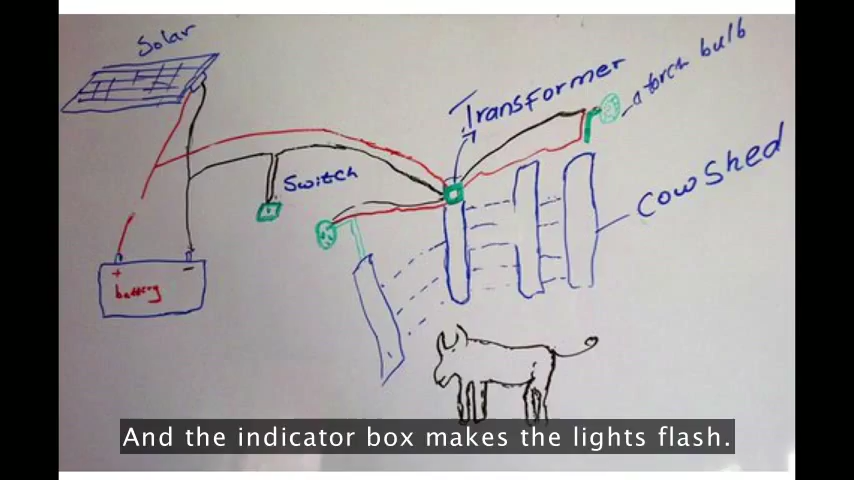 Solar
Transformer
a torch bulb
Switch
Cow Shed
+
-
battery
And the indicator box makes the lights flash.